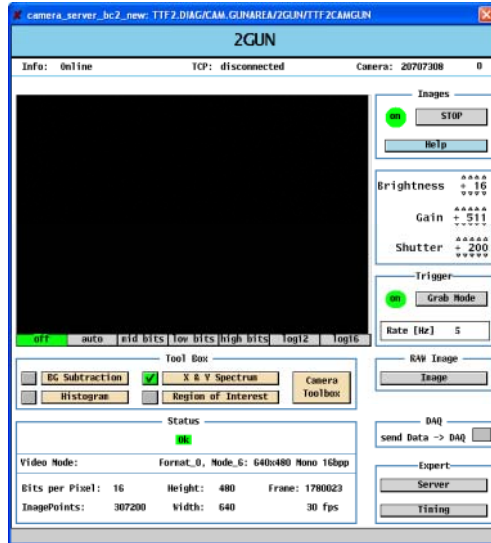 camera_server_bc2_new: TTF2.DIAG/CAM.GUNAREA/2GUN/TTF2CAMGUN
2GUN
Info: Online TCP: disconnected Camera: 20707308 0
Images
on STOP
Help
Brightness + 16
Gain + 511
Shutter + 200
Trigger
on Grab Mode
Rate [Hz] 5
off auto mid bits low bits high bits log12 log16
Tool Box
BG Subtraction X & Y Spectrum Camera Toolbox
Histogram Region of Interest
RAW Image
Image
Status
Ok
DAQ
send Data -> DAQ
Video Mode: Format_0, Mode_6: 640x480 Mono 16bpp
Bits per Pixel: 16 Height: 480 Frame: 1780023
ImagePoints: 307200 Width: 640 30 fps
Expert
Server
Timing